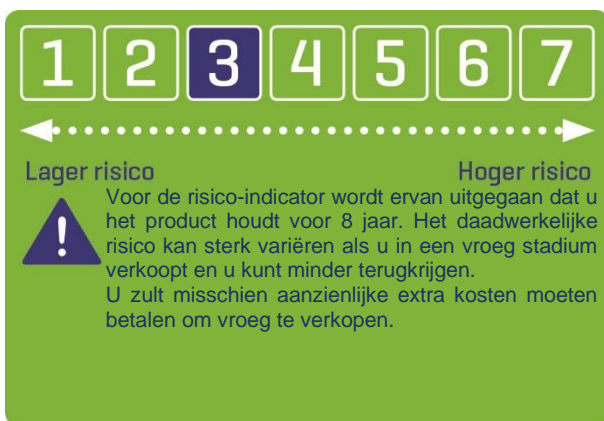 1 2 3 4 5 6 7
Lager risico Hoger risico
Voor de risico-indicator wordt ervan uitgegaan dat u
het product houdt voor 8 jaar. Het daadwerkelijke
risico kan sterk variëren als u in een vroeg stadium
verkoopt en u kunt minder terugkrijgen.
U zult misschien aanzienlijke extra kosten moeten
betalen om vroeg te verkopen.